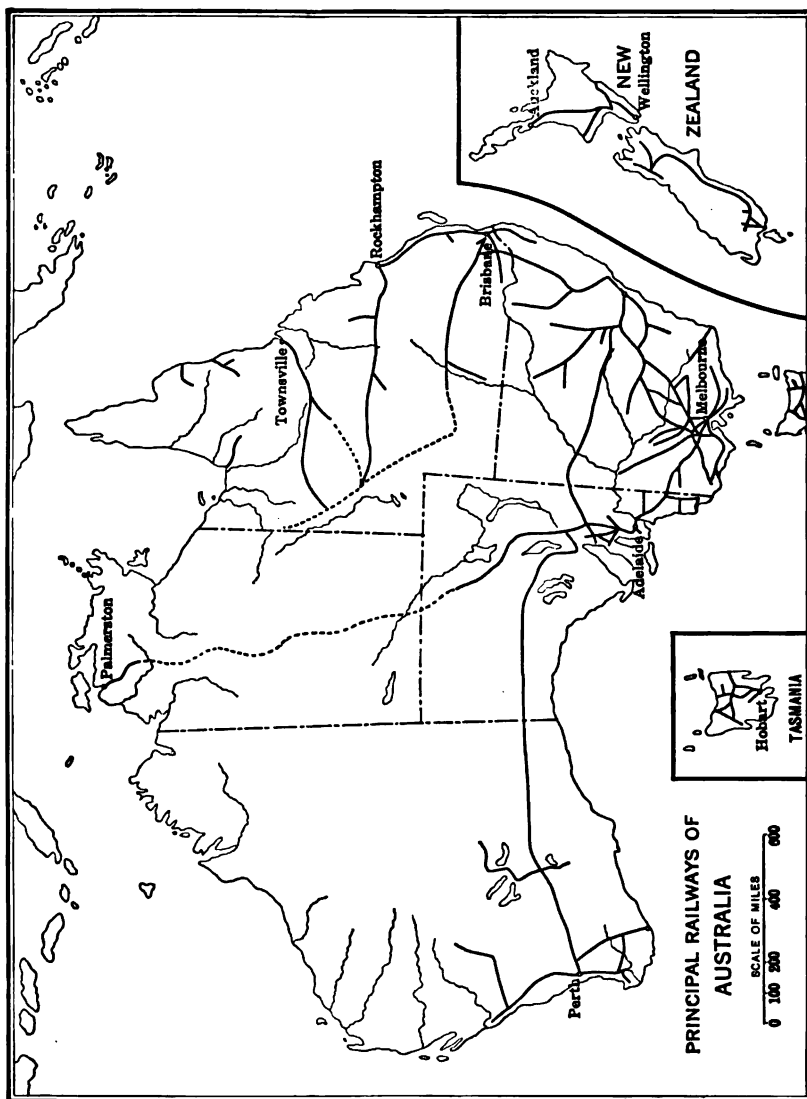 Palmerston
Townsville
Rockhampton
Brisbane
Adelaide
Melbourne
Perth
Auckland
NEW
Wellington
ZEALAND
Hobart
TASMANIA
PRINCIPAL RAILWAYS OF
AUSTRALIA
SCALE OF MILES
0 100 200 400 600